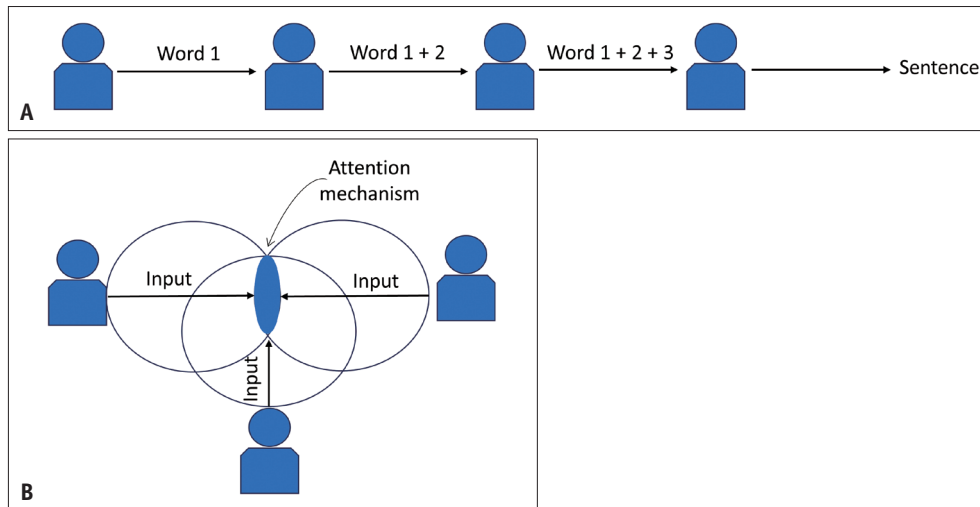 Word 1
Word 1 + 2
Word 1 + 2 + 3
Sentence
A
Attention
mechanism
Input
Input
Input
B